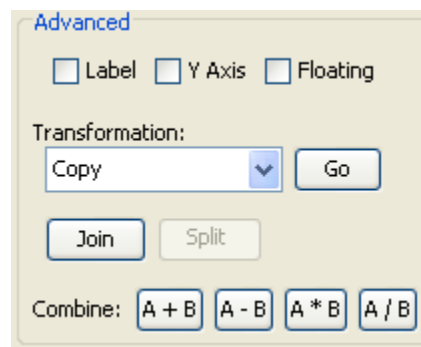 Advanced
Label Y Axis Floating
Transformation:
Copy Go
Join Split
Combine: A + B A - B A * B A / B